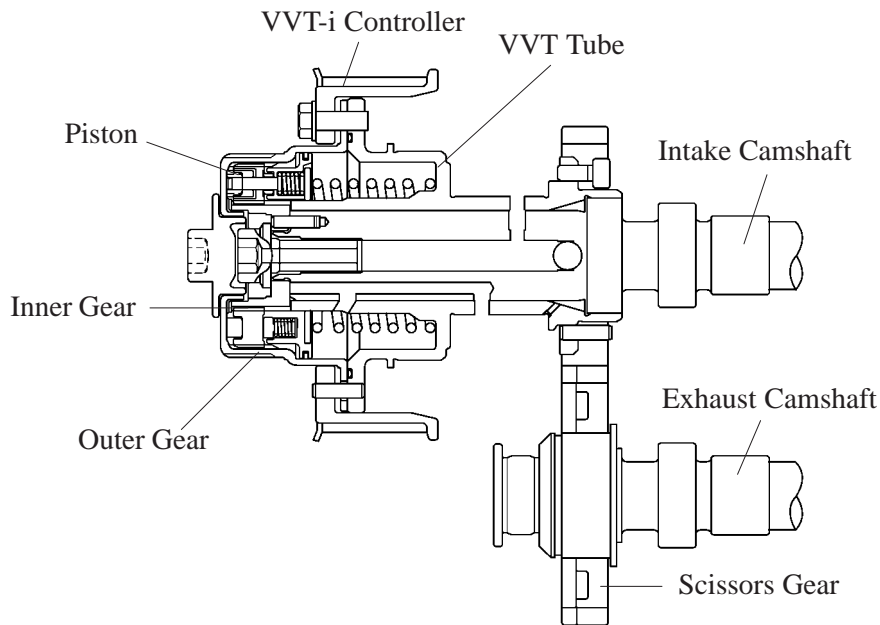 VVT-i Controller
VVT Tube
Piston
Intake Camshaft
Inner Gear
Exhaust Camshaft
Outer Gear
Scissors Gear